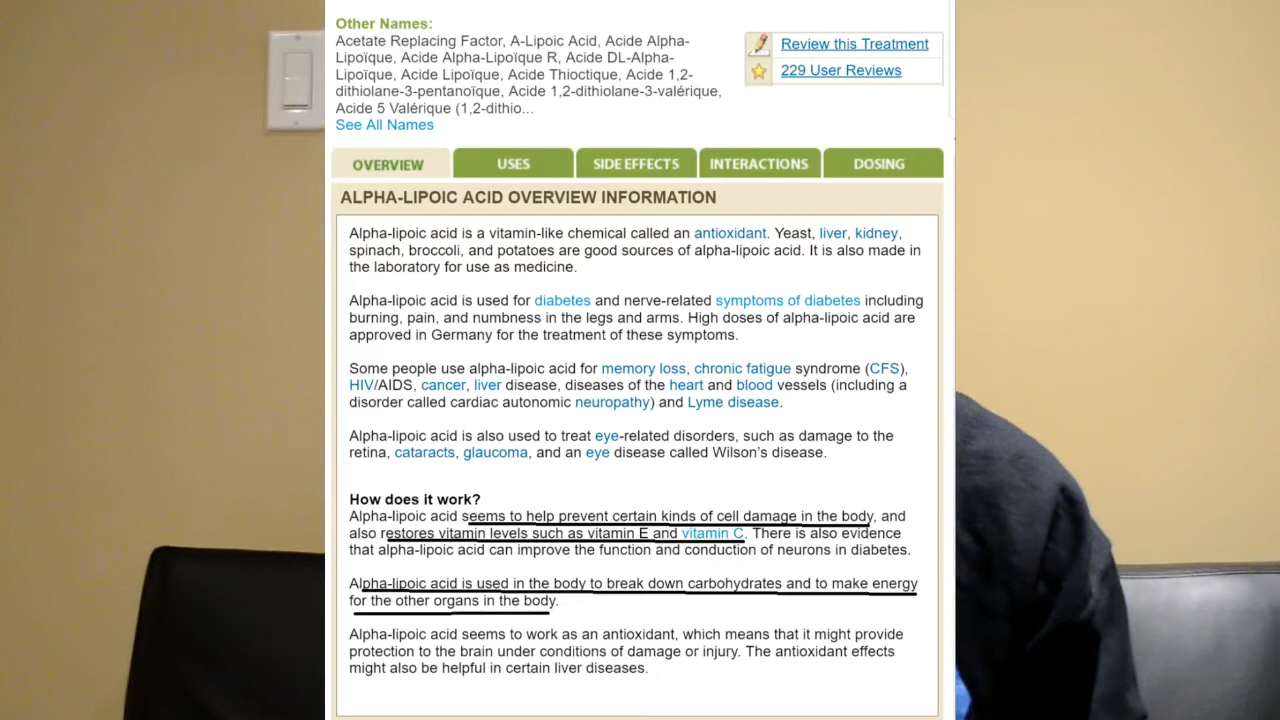 Other Names:
Acetate Replacing Factor, A-Lipoic Acid, Acide Alpha-
Lipoïque, Acide Alpha-Lipoïque R, Acide DL-Alpha-
Lipoïque, Acide Lipoïque, Acide Thioctique, Acide 1,2-
dithiolane-3-pentanoïque, Acide 1,2-dithiolane-3-valérique,
Acide 5 Valérique (1,2-dithio...
See All Names
Review this Treatment
229 User Reviews
OVERVIEW USES SIDE EFFECTS INTERACTIONS DOSING
ALPHA-LIPOIC ACID OVERVIEW INFORMATION
Alpha-lipoic acid is a vitamin-like chemical called an antioxidant. Yeast, liver, kidney,
spinach, broccoli, and potatoes are good sources of alpha-lipoic acid. It is also made in
the laboratory for use as medicine.
Alpha-lipoic acid is used for diabetes and nerve-related symptoms of diabetes including
burning, pain, and numbness in the legs and arms. High doses of alpha-lipoic acid are
approved in Germany for the treatment of these symptoms.
Some people use alpha-lipoic acid for memory loss, chronic fatigue syndrome (CFS),
HIV/AIDS, cancer, liver disease, diseases of the heart and blood vessels (including a
disorder called cardiac autonomic neuropathy) and Lyme disease.
Alpha-lipoic acid is also used to treat eye-related disorders, such as damage to the
retina, cataracts, glaucoma, and an eye disease called Wilson's disease.
How does it work?
Alpha-lipoic acid seems to help prevent certain kinds of cell damage in the body, and
also restores vitamin levels such as vitamin E and vitamin C. There is also evidence
that alpha-lipoic acid can improve the function and conduction of neurons in diabetes.
Alpha-lipoic acid is used in the body to break down carbohydrates and to make energy
for the other organs in the body.
Alpha-lipoic acid seems to work as an antioxidant, which means that it might provide
protection to the brain under conditions of damage or injury. The antioxidant effects
might also be helpful in certain liver diseases.